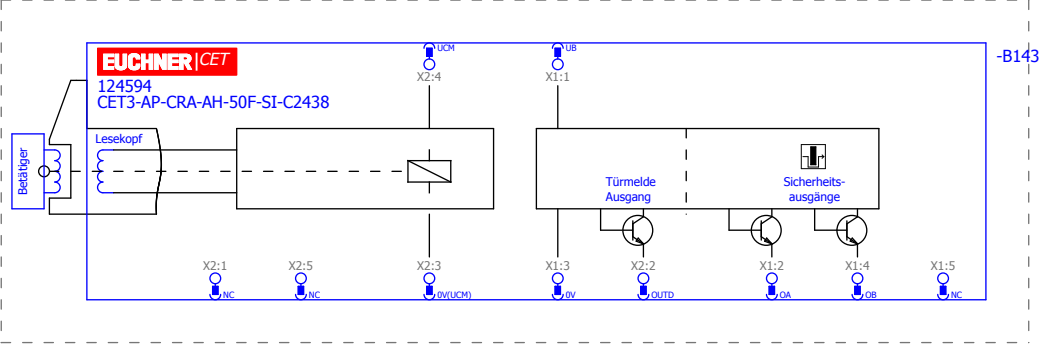 UCM
UB
-B143
EUCHNER CET
X2:4
X1:1
124594
CET3-AP-CRA-AH-50F-SI-C2438
Lesekopf
Betätiger
Türmelde
Ausgang
Sicherheits-
ausgänge
X2:1
X2:5
X2:3
X1:3
X2:2
X1:2
X1:4
X1:5
NC
NC
0V(UCM)
0V
OUTD
OA
OB
NC